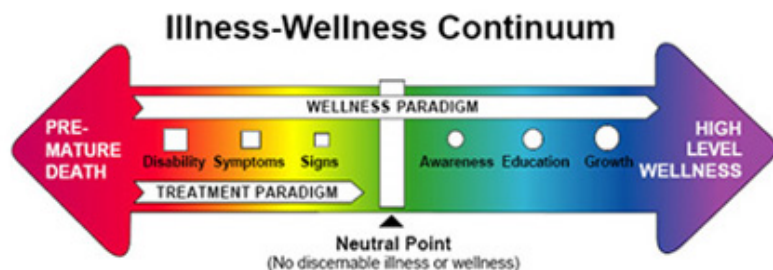 Illness-Wellness Continuum
WELLNESS PARADIGM
PRE-
MATURE
DEATH
Disability Symptoms Signs Awareness Education Growth
HIGH
LEVEL
WELLNESS
TREATMENT PARADIGM
Neutral Point
(No discernable illness or wellness)